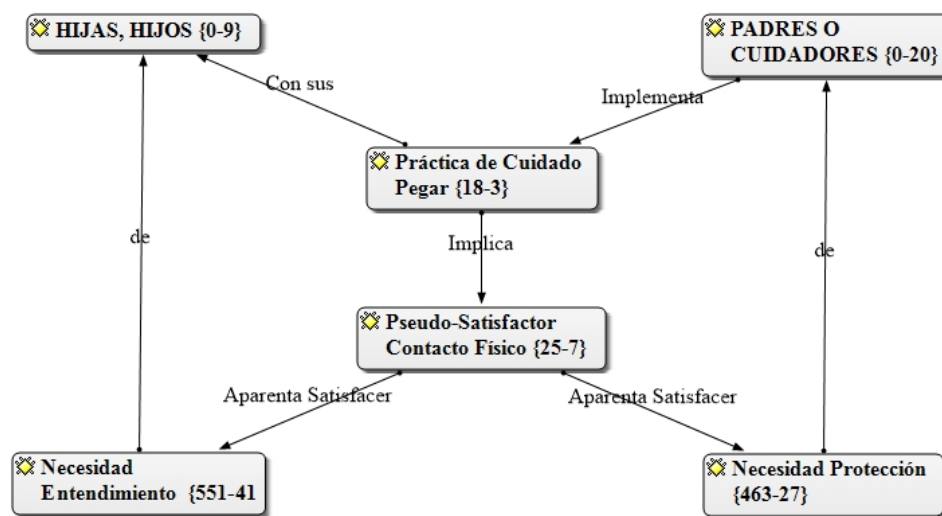 HIJAS, HIJOS {0-9}
PADRES O
CUIDADORES {0-20}
Con sus
Implementa
Práctica de Cuidado
Pegar {18-3}
de
Implica
de
Pseudo-Satisfactor
Contacto Físico {25-7}
Aparenta Satisfacer
Aparenta Satisfacer
Necesidad
Entendimiento {551-41
Necesidad Protección
{463-27}